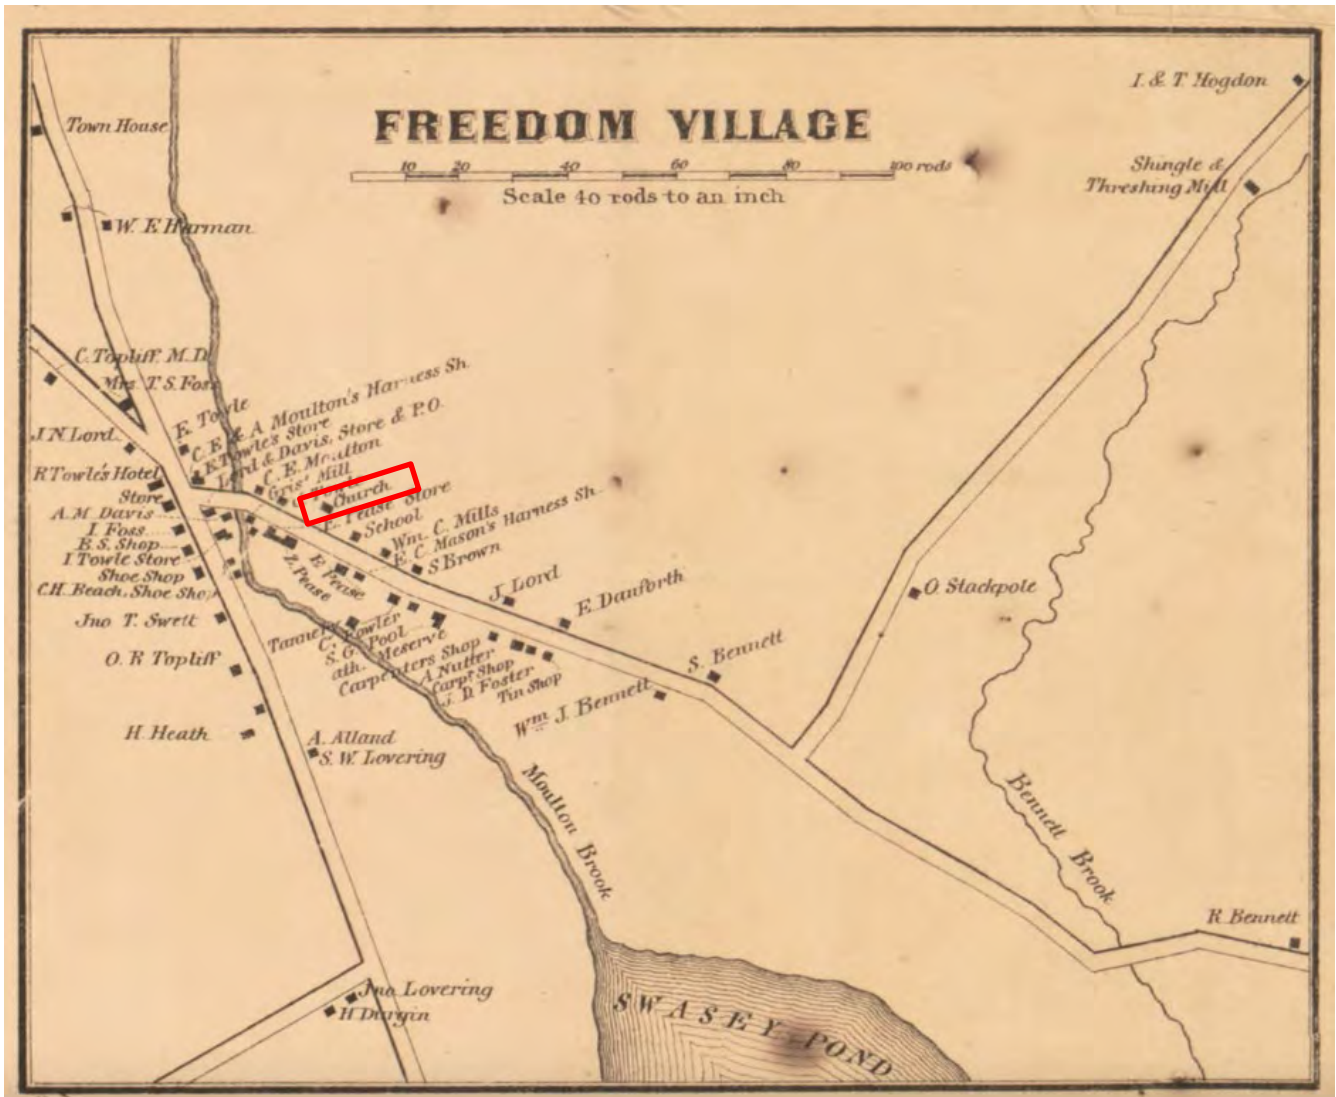 FREEDOM VILLAGE
10 20 40 60 80 100 rods
Scale 40 rods to an inch
I. & T. Hogdon
Shingle &
Threshing Mill
Town House
W. E Harman
C. Topliff, M.D.
Mrs T. S. Foss
J. N. Lord
R Towle's Hotel
Store
A. M. Davis
I. Foss
B. S. Shop
I Towle Store
Shoe Shop
C.H. Beach, Shoe Shop
Jno T. Swett
O. R Topliff
H. Heath
E. Towle
C. E & A Moulton's Harness Sh.
E Towle's Store
Lord & Davis, Store & P.O.
C. E. Moulton
Gris' Mill
Towle
Church
E. Pease Store
School
Wm. C. Mills
E. C. Mason's Harness Sh.
S Brown
Z. Pease
E. Pease
J. Lord
E. Danforth
S. Bennett
Wm J. Bennett
Tannery
C. Fowler
S. G. Pool
ath. Meserve
Carpenters Shop
A Nutter
Carpr Shop
J. D. Foster
Tin Shop
O. Stackpole
A. Alland
S. W. Lovering
Moulton Brook
Bennett Brook
R. Bennett
Jno Lovering
H Durgin
SWASEY POND